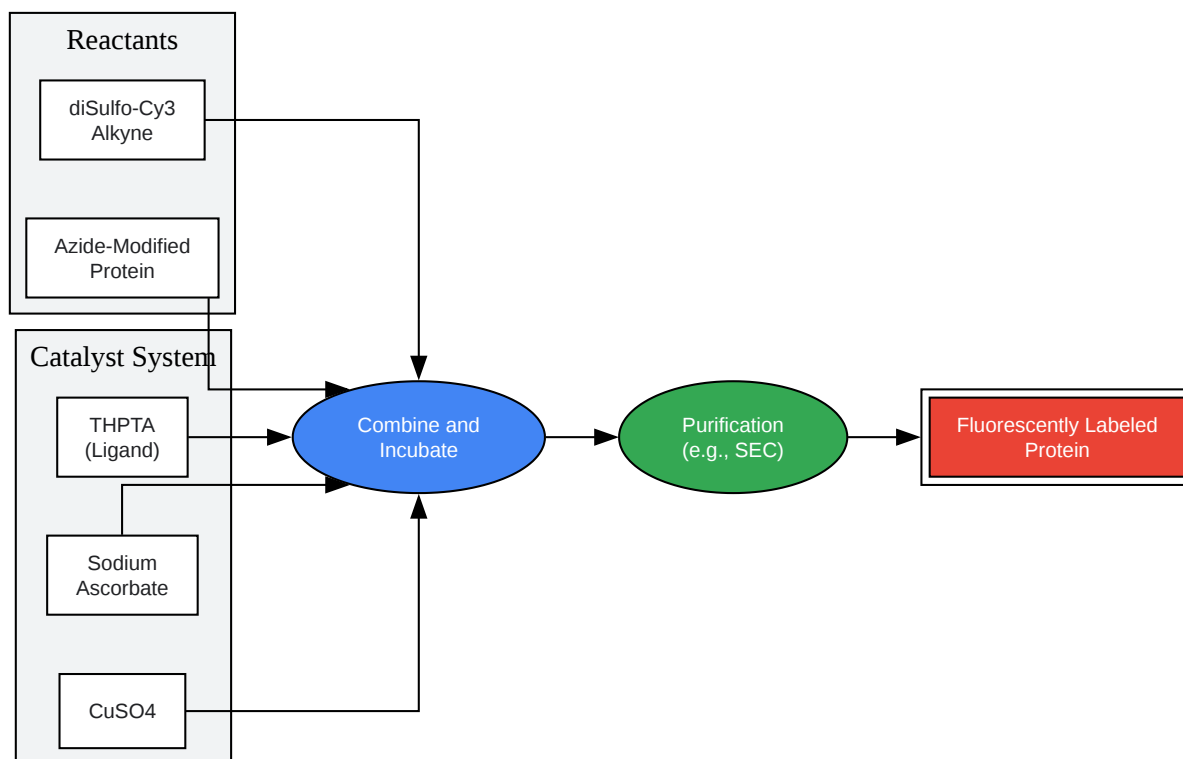 Reactants
diSulfo-Cy3
Alkyne
Azide-Modified
Protein
Catalyst System
THPTA
(Ligand)
Sodium
Ascorbate
CuSO4
Combine and
Incubate
Purification
(e.g., SEC)
Fluorescently Labeled
Protein